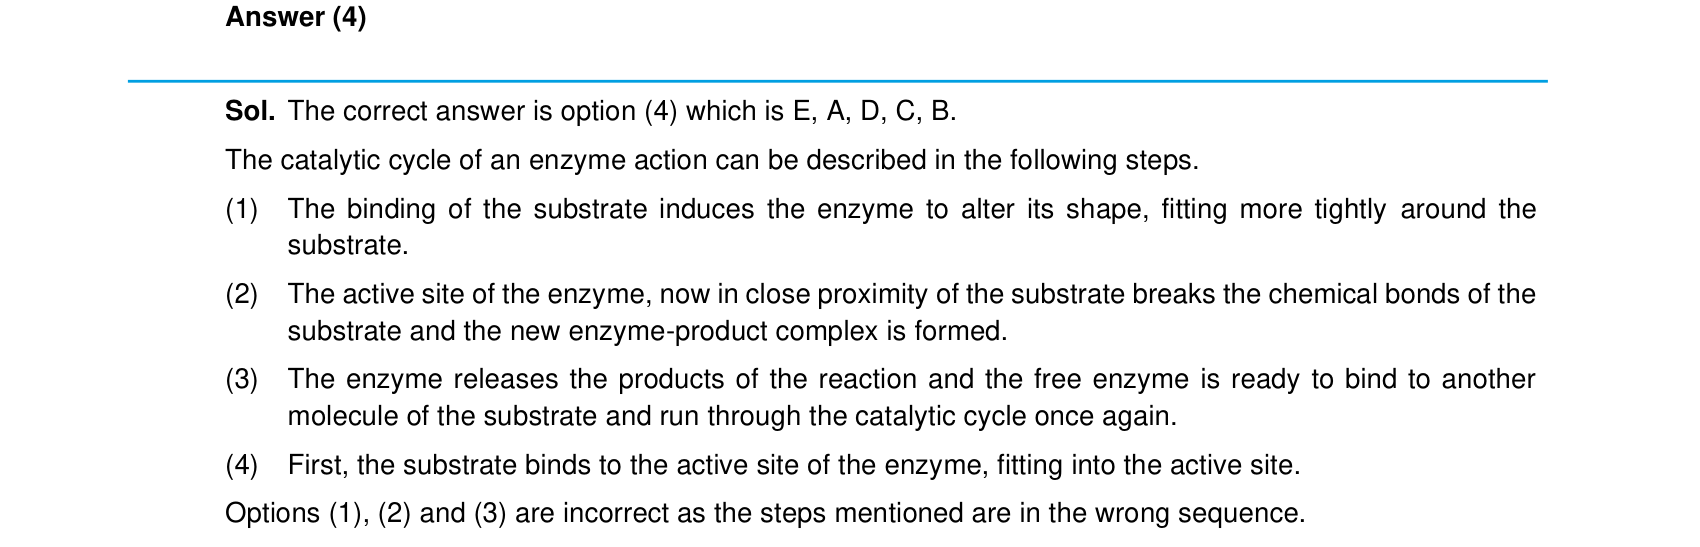 Answer (4)
Sol. The correct answer is option (4) which is E, A, D, C, B.
The catalytic cycle of an enzyme action can be described in the following steps.
(1) The binding of the substrate induces the enzyme to alter its shape, fitting more tightly around the
substrate.
(2) The active site of the enzyme, now in close proximity of the substrate breaks the chemical bonds of the
substrate and the new enzyme-product complex is formed.
(3) The enzyme releases the products of the reaction and the free enzyme is ready to bind to another
molecule of the substrate and run through the catalytic cycle once again.
(4) First, the substrate binds to the active site of the enzyme, fitting into the active site.
Options (1), (2) and (3) are incorrect as the steps mentioned are in the wrong sequence.